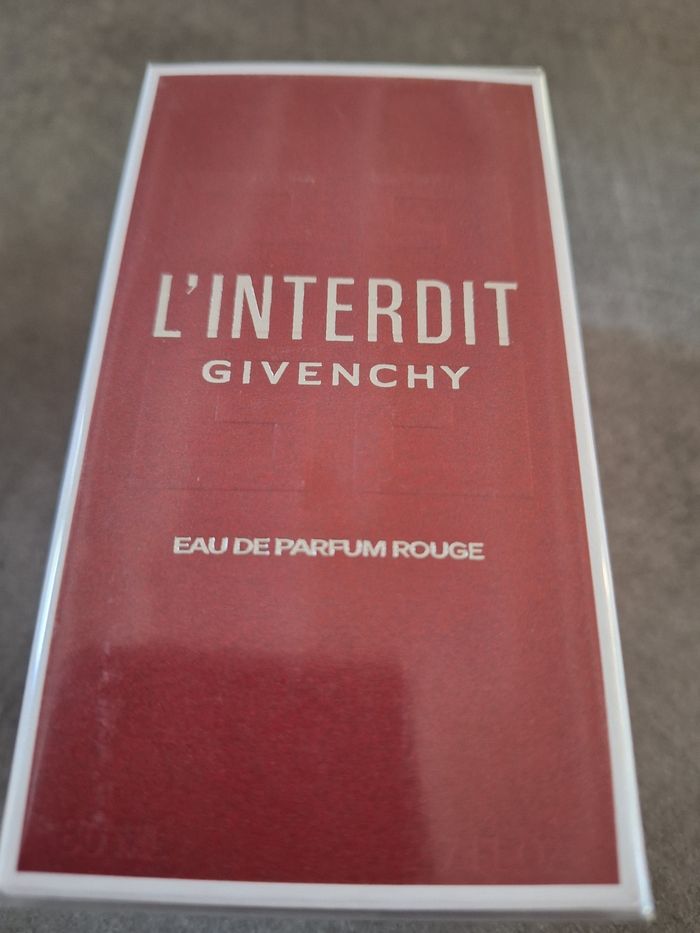 L'INTERDIT
GIVENCHY
EAU DE PARFUM ROUGE